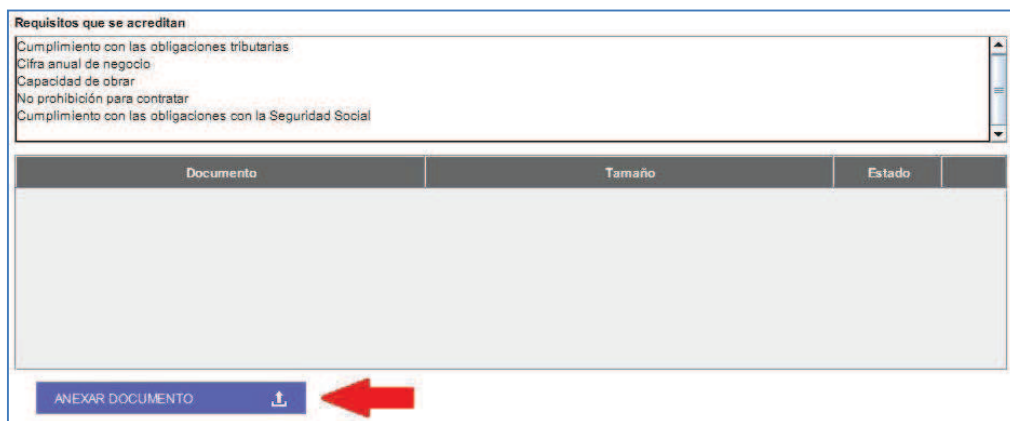 Requisitos que se acreditan
Cumplimiento con las obligaciones tributarias
Cifra anual de negocio
Capacidad de obrar
No prohibición para contratar
Cumplimiento con las obligaciones con la Seguridad Social
Documento Tamaño Estado
ANEXAR DOCUMENTO